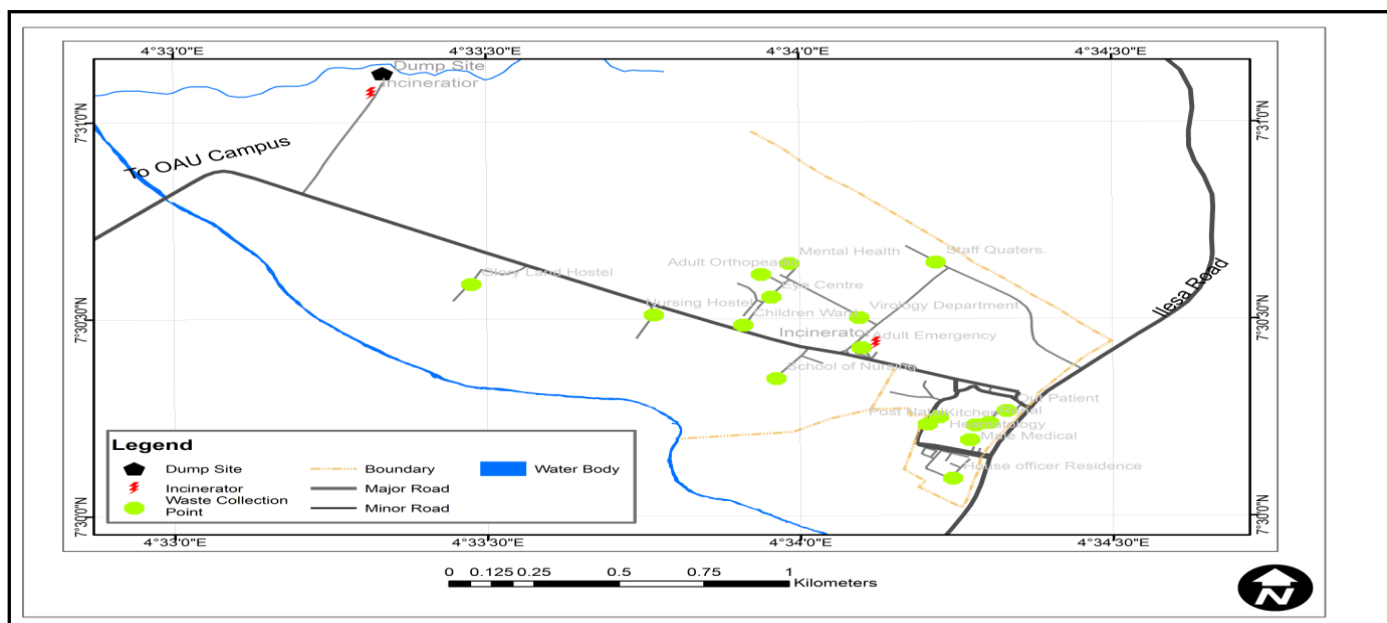 4°33'0"E 4°33'30"E 4°34'0"E 4°34'30"E
Dump Site
Incineratior
7°31'0"N 7°31'0"N
To OAU Campus
Mental Health
Staff Quaters.
Adult Orthopeadic
Glory Land Hostel
Eye Centre
Ilesa Road
Nursing Hostel
Virology Department
Children Ward
7°30'30"N 7°30'30"N
Incinerator
Adult Emergency
School of Nursing
Out Patient
Post Natal
Kitchen
Heamatology
Male Medical
House officer Residence
Legend
Dump Site Boundary Water Body
Incinerator Major Road
Waste Collection
Point
Minor Road
7°30'0"N 7°30'0"N
4°33'0"E 4°33'30"E 4°34'0"E 4°34'30"E
0 0.125 0.25 0.5 0.75 1
Kilometers
N